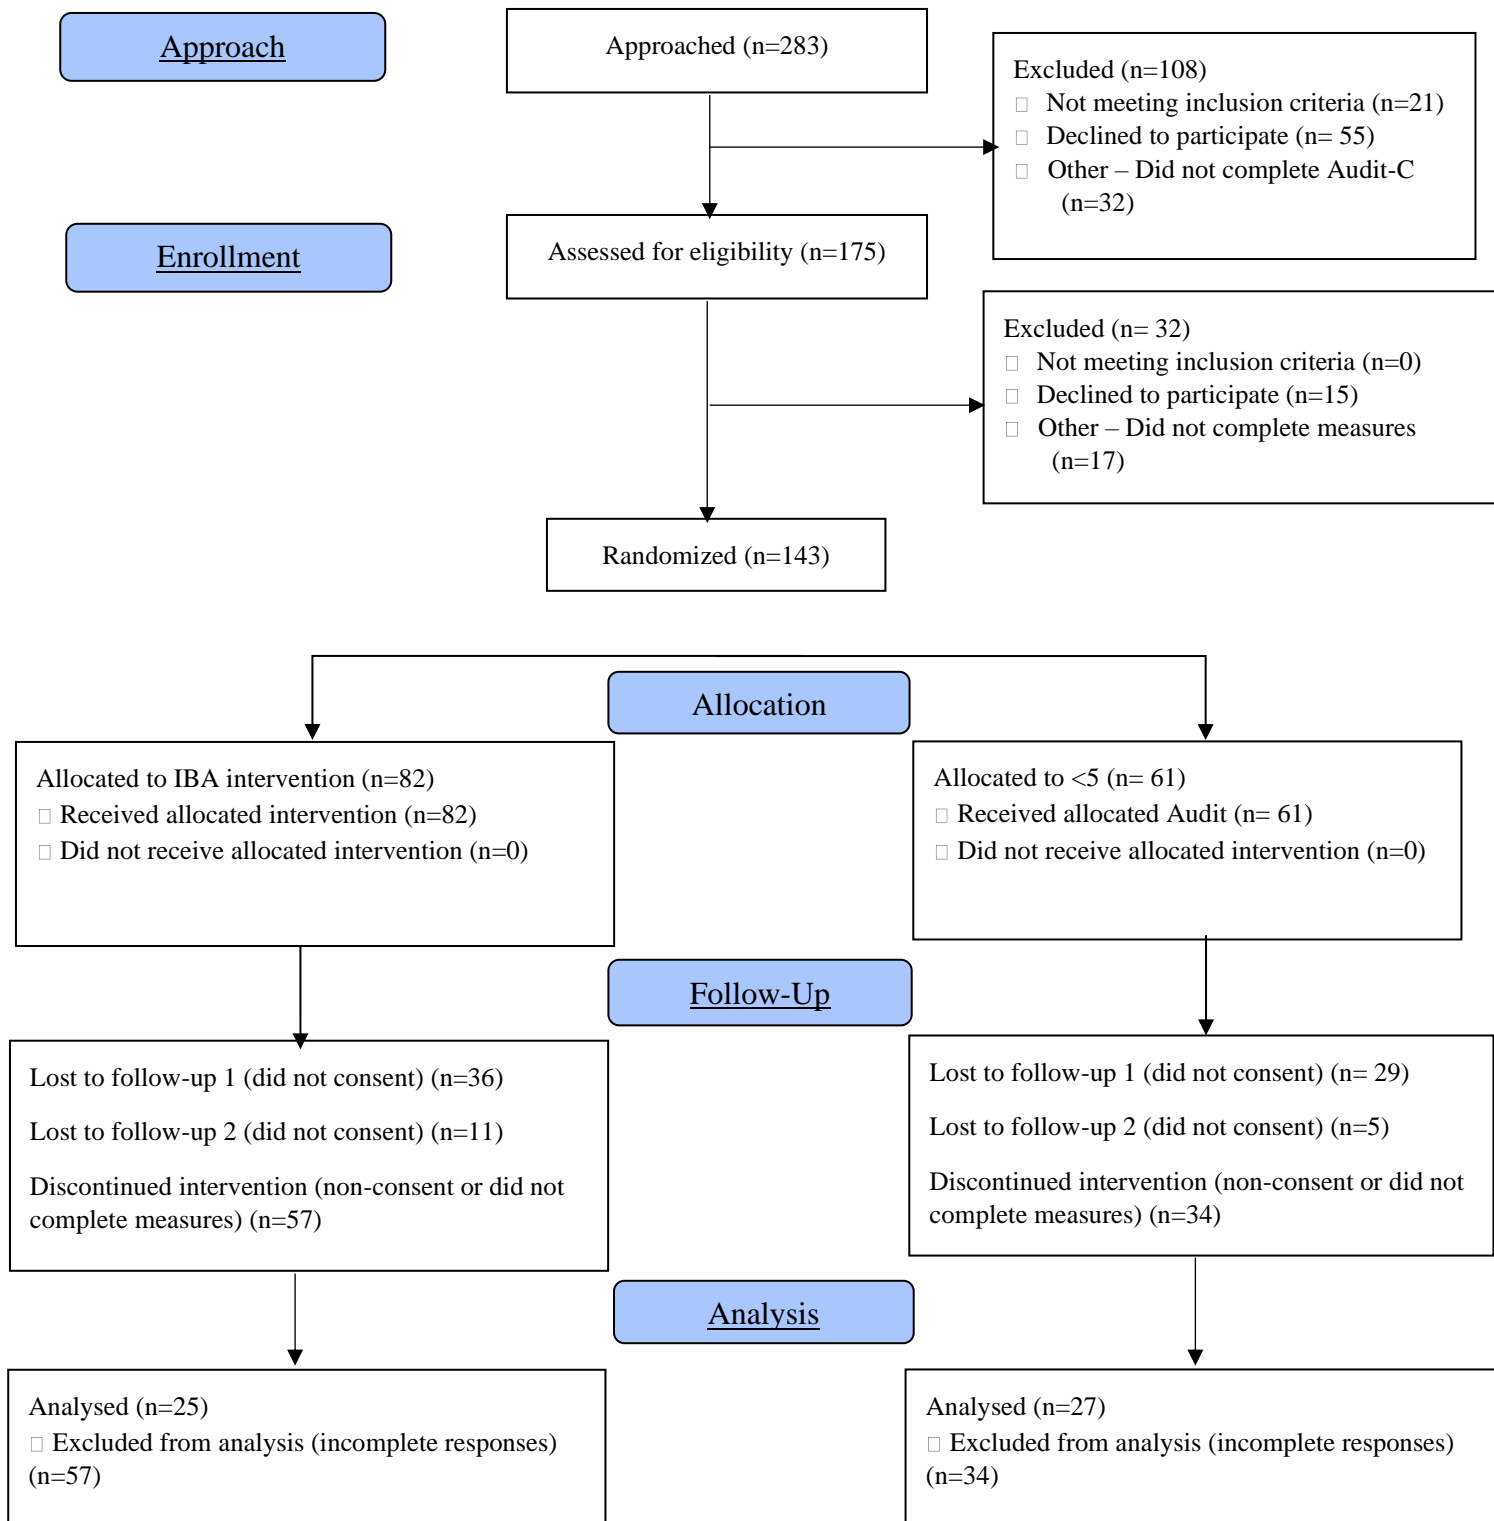 Approach
Approached (n=283)
Excluded (n=108)
□ Not meeting inclusion criteria (n=21)
□ Declined to participate (n= 55)
□ Other – Did not complete Audit-C
(n=32)
Enrollment
Assessed for eligibility (n=175)
Excluded (n= 32)
□ Not meeting inclusion criteria (n=0)
□ Declined to participate (n=15)
□ Other – Did not complete measures
(n=17)
Randomized (n=143)
Allocation
Allocated to IBA intervention (n=82)
□ Received allocated intervention (n=82)
□ Did not receive allocated intervention (n=0)
Allocated to <5 (n= 61)
□ Received allocated Audit (n= 61)
□ Did not receive allocated intervention (n=0)
Follow-Up
Lost to follow-up 1 (did not consent) (n=36)
Lost to follow-up 2 (did not consent) (n=11)
Discontinued intervention (non-consent or did not
complete measures) (n=57)
Lost to follow-up 1 (did not consent) (n= 29)
Lost to follow-up 2 (did not consent) (n=5)
Discontinued intervention (non-consent or did not
complete measures) (n=34)
Analysis
Analysed (n=25)
□ Excluded from analysis (incomplete responses)
(n=57)
Analysed (n=27)
□ Excluded from analysis (incomplete responses)
(n=34)